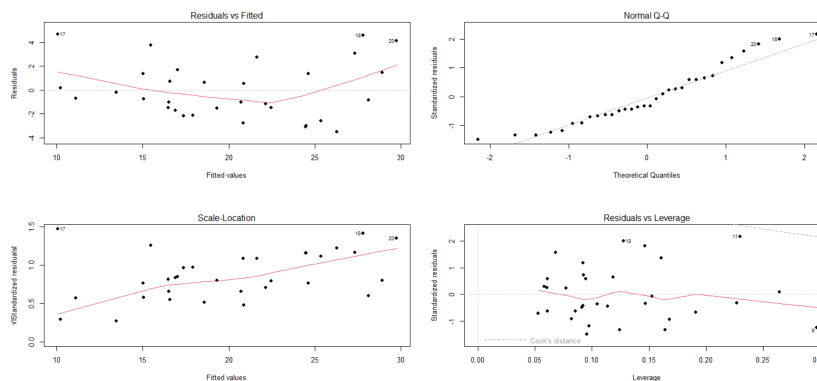 Residuals vs Fitted
17
18
20
Residuals
-4 -2 0 2 4
10 15 20 25 30
Fitted values
Normal Q-Q
17
18
20
Standardized residuals
-1 0 1 2
-2 -1 0 1 2
Theoretical Quantiles
Scale-Location
17
18
20
√|Standardized residuals|
0.0 0.5 1.0 1.5
10 15 20 25 30
Fitted values
Residuals vs Leverage
17
18
Standardized residuals
-1 0 1 2
Cook's distance
0.00 0.05 0.10 0.15 0.20 0.25
Leverage